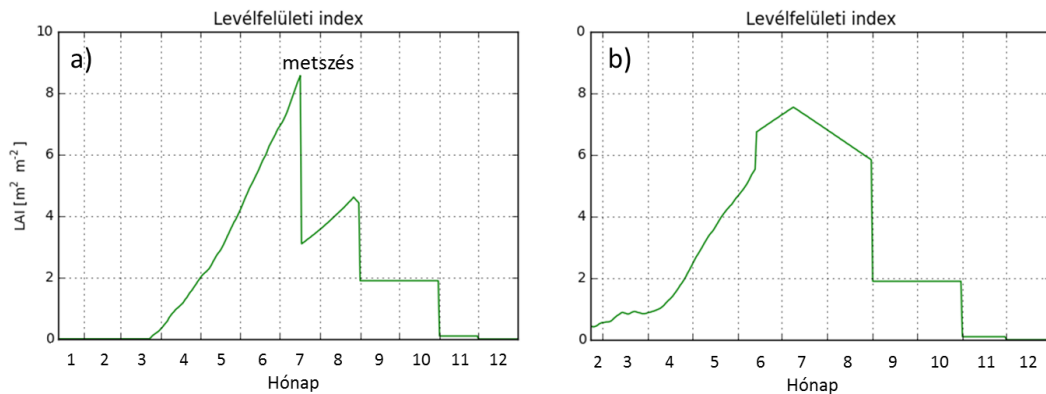 Levélfelületi index
a)
metszés
10
8
6
4
2
0
LAI [m² m⁻²]
1 2 3 4 5 6 7 8 9 10 11 12
Hónap
Levélfelületi index
b)
0
8
6
4
2
0
2 3 4 5 6 7 8 9 10 11 12
Hónap